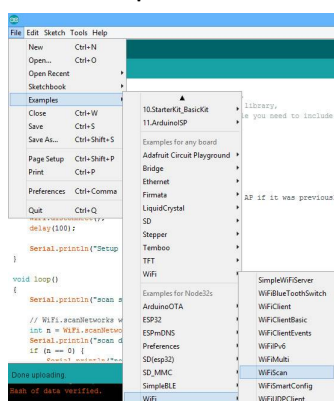 File Edit Sketch Tools Help
New Ctrl+N
Open... Ctrl+O
Open Recent
Sketchbook
Examples
Close Ctrl+W
Save Ctrl+S
Save As... Ctrl+Shift+S
Page Setup Ctrl+Shift+P
Print Ctrl+P
Preferences Ctrl+Comma
Quit Ctrl+Q
10.StarterKit_BasicKit
11.ArduinoISP
Examples for any board
Adafruit Circuit Playground
Bridge
Ethernet
Firmata
LiquidCrystal
SD
Stepper
Temboo
TFT
WiFi
Examples for Node32s
ArduinoOTA
ESP32
ESPmDNS
Preferences
SD(esp32)
SD_MMC
SimpleBLE
WiFi
SimpleWiFiServer
WiFiBlueToothSwitch
WiFiClient
WiFiClientBasic
WiFiClientEvents
WiFiIPv6
WiFiMulti
WiFiScan
WiFiSmartConfig
WiFiUDPClient
library,
you need to include
AP if it was previous
delay(100);
Serial.println("Setup
}
void loop()
{
Serial.println("scan s
// WiFi.scanNetworks w
int n = WiFi.scanNetwo
Serial.println("scan d
if (n == 0) {
Done uploading.
Hash of data verified.